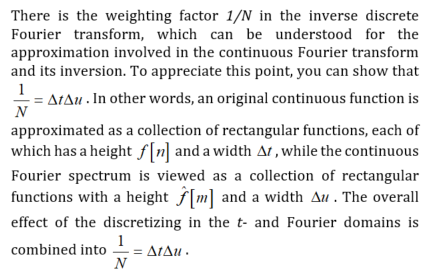 There is the weighting factor 1/N in the inverse discrete
Fourier transform, which can be understood for the
approximation involved in the continuous Fourier transform
and its inversion. To appreciate this point, you can show that
1/N = ΔtΔu . In other words, an original continuous function is
approximated as a collection of rectangular functions, each of
which has a height f[n] and a width Δt , while the continuous
Fourier spectrum is viewed as a collection of rectangular
functions with a height f̂[m] and a width Δu . The overall
effect of the discretizing in the t- and Fourier domains is
combined into 1/N = ΔtΔu .